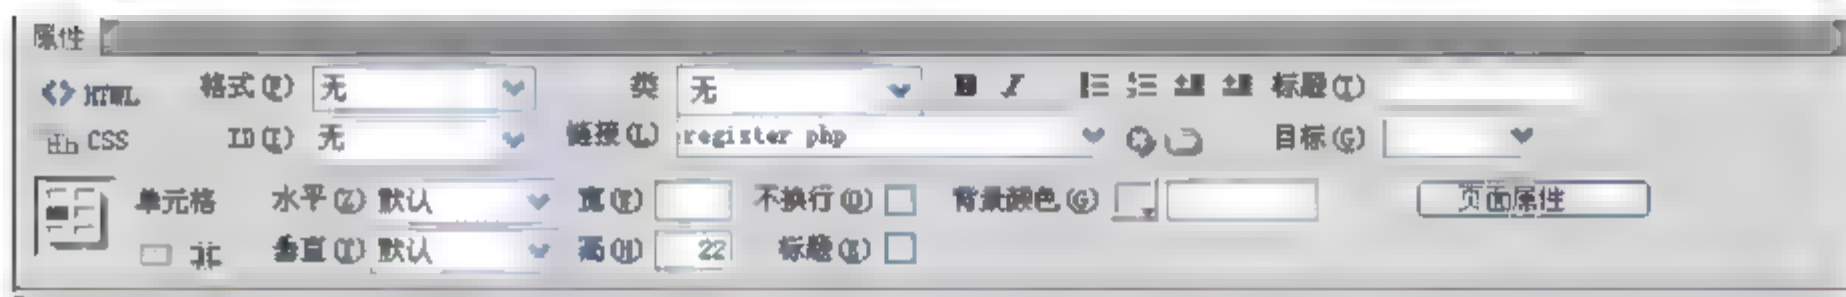 属性
<> HTML 格式(F) 无 类 无 B I 标题(T)
CSS ID(I) 无 链接(L) register php 目标(G)
单元格 水平(Z) 默认 宽(W) 不换行(O) 背景颜色(G) 页面属性
垂直(T) 默认 高(H) 22 标题(E)